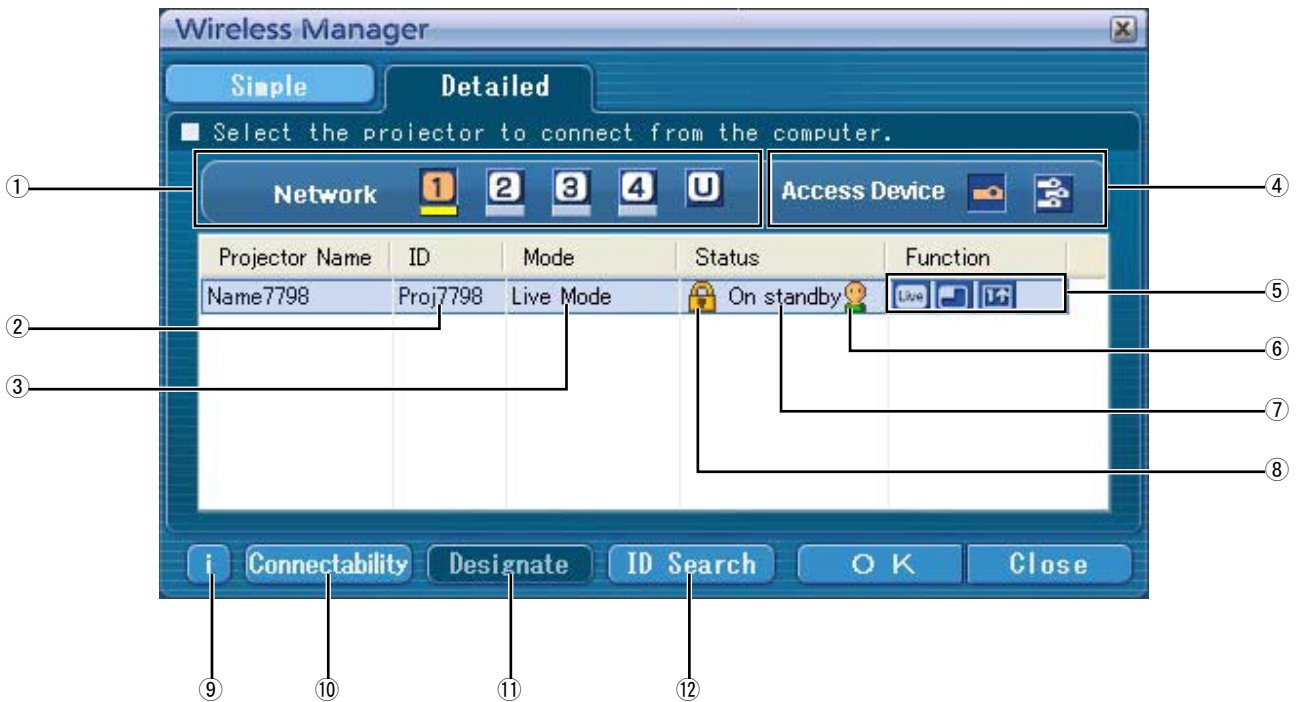 Wireless Manager
Simple Detailed
Select the projector to connect from the computer.
① Network 1 2 3 4 U Access Device ④
Projector Name ID Mode Status Function
Name7798 Proj7798 Live Mode On standby Live 1 ⑤
②
⑥
③
⑦
⑧
i Connectability Designate ID Search OK Close
⑨ ⑩ ⑪ ⑫